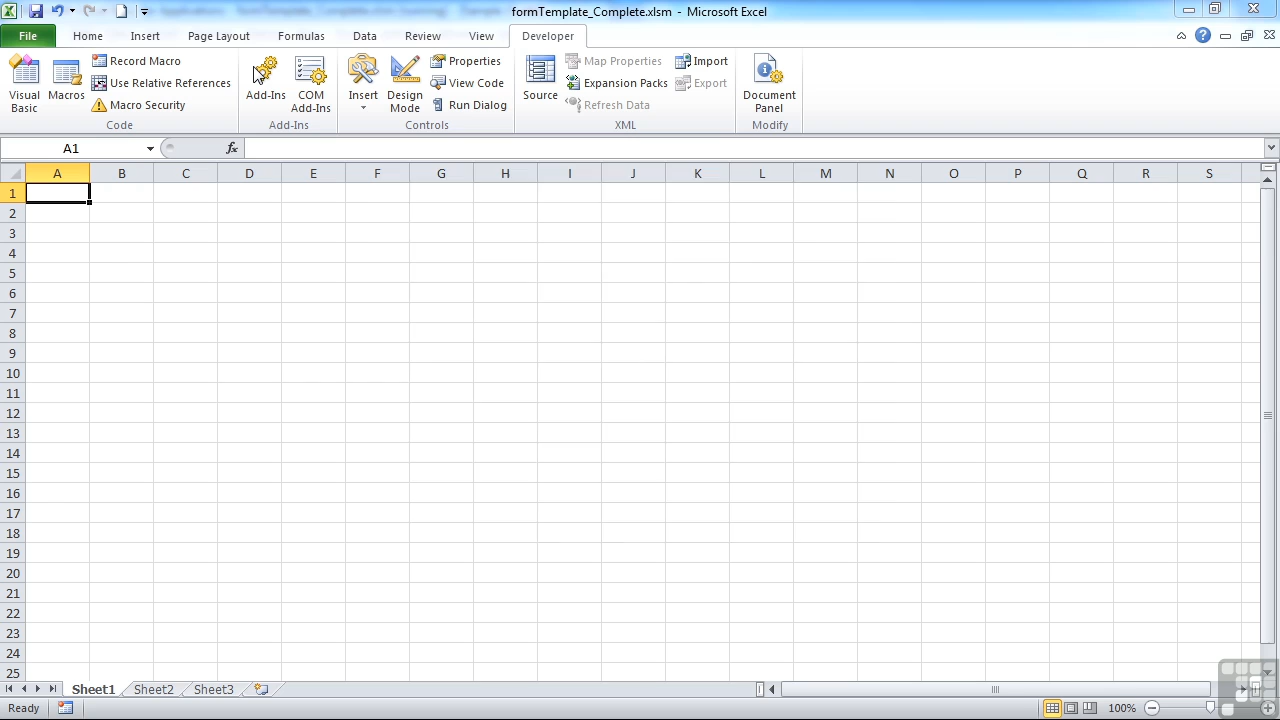 formTemplate_Complete.xlsm - Microsoft Excel
File Home Insert Page Layout Formulas Data Review View Developer
Visual Basic
Macros
Record Macro
Use Relative References
Macro Security
Code
Add-Ins
COM Add-Ins
Add-Ins
Insert
Design Mode
Properties
View Code
Run Dialog
Controls
Source
Map Properties
Expansion Packs
Refresh Data
Import
Export
XML
Document Panel
Modify
A1 fx
A B C D E F G H I J K L M N O P Q R S
1
2
3
4
5
6
7
8
9
10
11
12
13
14
15
16
17
18
19
20
21
22
23
24
25
Sheet1 Sheet2 Sheet3
Ready 100%